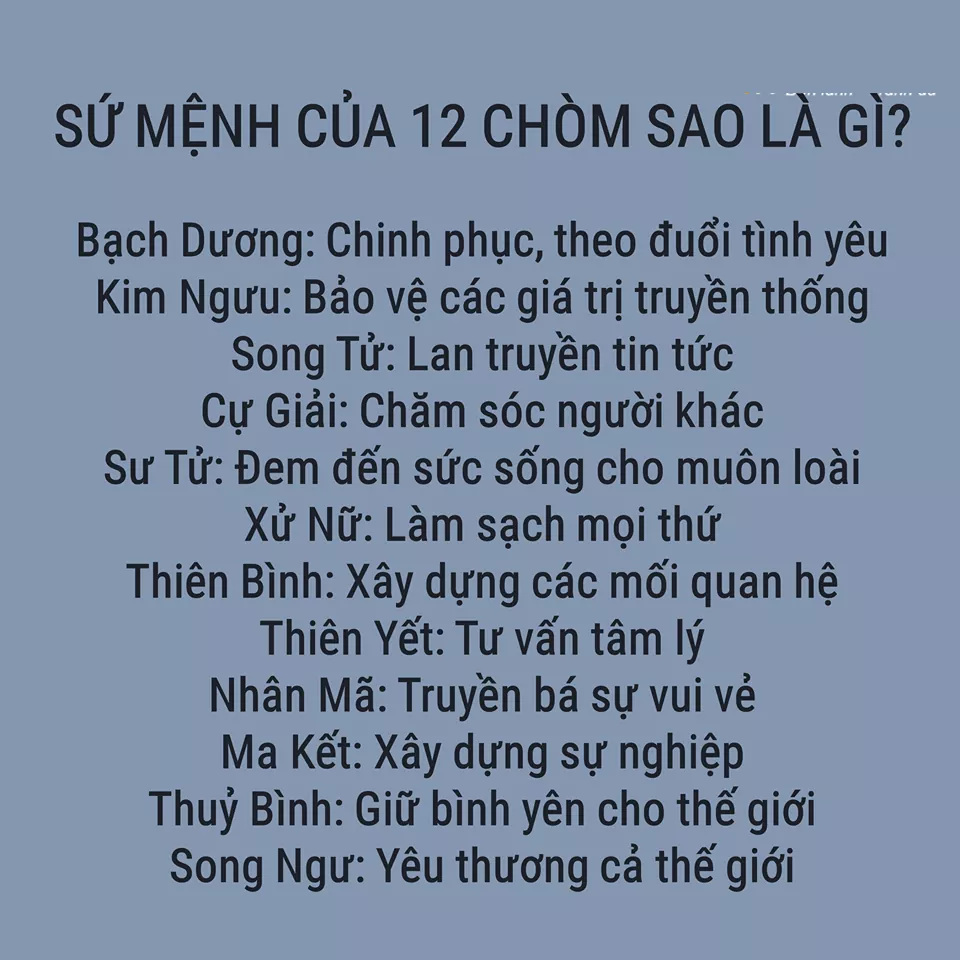 SỨ MỆNH CỦA 12 CHÒM SAO LÀ GÌ?
Bạch Dương: Chinh phục, theo đuổi tình yêu
Kim Ngưu: Bảo vệ các giá trị truyền thống
Song Tử: Lan truyền tin tức
Cự Giải: Chăm sóc người khác
Sư Tử: Đem đến sức sống cho muôn loài
Xử Nữ: Làm sạch mọi thứ
Thiên Bình: Xây dựng các mối quan hệ
Thiên Yết: Tư vấn tâm lý
Nhân Mã: Truyền bá sự vui vẻ
Ma Kết: Xây dựng sự nghiệp
Thuỷ Bình: Giữ bình yên cho thế giới
Song Ngư: Yêu thương cả thế giới